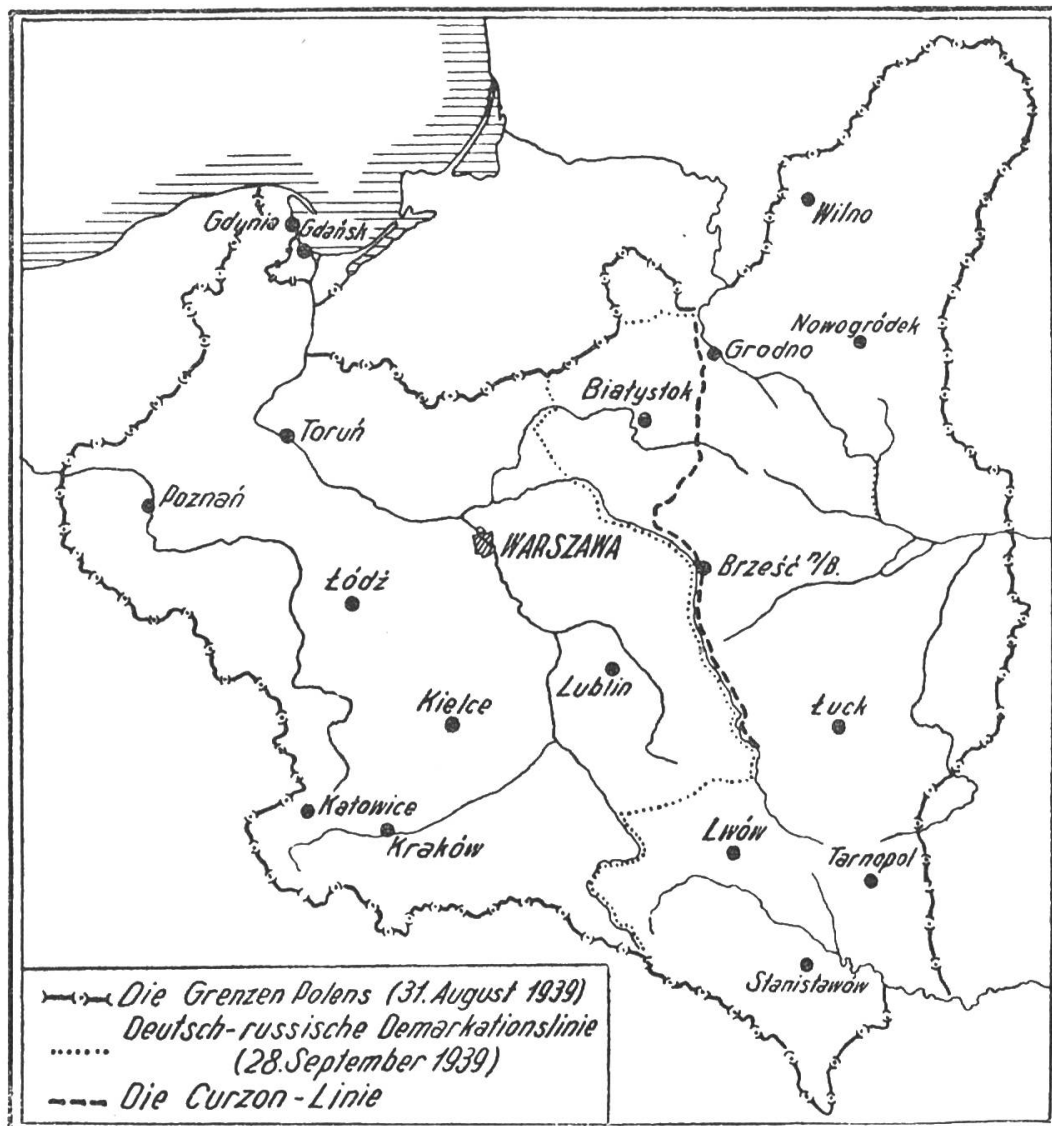 Wilno
Gdynia
Gdańsk
Nowogródek
Grodno
Białystok
Toruń
Poznań
WARSZAWA
Brześć n/B.
Łódź
Lublin
Kielce
Łuck
Katowice
Kraków
Lwów
Tarnopol
Stanisławów
Die Grenzen Polens (31. August 1939)
Deutsch-russische Demarkationslinie
(28. September 1939)
Die Curzon-Linie